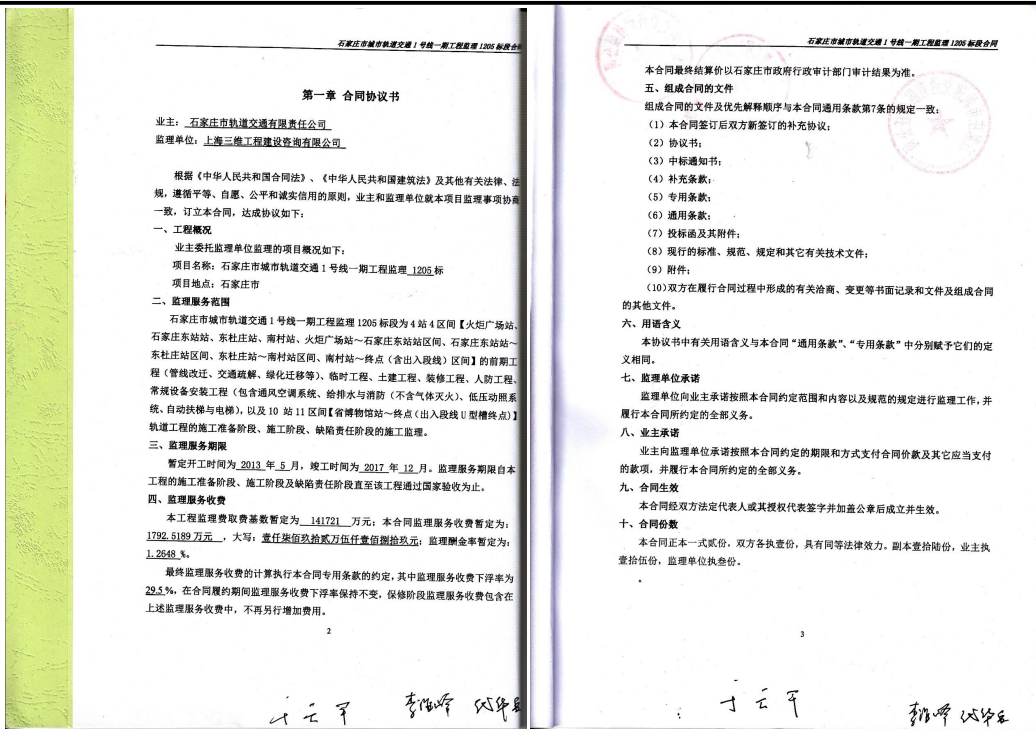 石家庄市城市轨道交通1号线一期工程监理1205标段合
第一章 合同协议书
业主：石家庄市轨道交通有限责任公司
监理单位：上海三维工程建设咨询有限公司
根据《中华人民共和国合同法》、《中华人民共和国建筑法》及其他有关法律、法
规，遵循平等、自愿、公平和诚实信用的原则，业主和监理单位就本项目监理事项协商
一致，订立本合同，达成协议如下：
一、工程概况
业主委托监理单位监理的项目概况如下：
项目名称：石家庄市城市轨道交通1号线一期工程监理 1205标
项目地点：石家庄市
二、监理服务范围
石家庄市城市轨道交通1号线一期工程监理1205标段为4站4区间【火炬广场站、
石家庄东站站、东杜庄站、南村站、火炬广场站～石家庄东站站区间、石家庄东站站～
东杜庄站区间、东杜庄站～南村站区间、南村站～终点（含出入段线）区间】的前期工
程（管线改迁、交通疏解、绿化迁移等）、临时工程、土建工程、装修工程、人防工程、
常规设备安装工程（包含通风空调系统、给排水与消防（不含气体灭火）、低压动照系
统、自动扶梯与电梯），以及10 站11区间【省博物馆站～终点（出入段线U型槽终点）】
轨道工程的施工准备阶段、施工阶段、缺陷责任阶段的施工监理。
三、监理服务期限
暂定开工时间为 2013 年 5 月，竣工时间为 2017 年 12 月。监理服务期限自本
工程的施工准备阶段、施工阶段及缺陷责任阶段直至该工程通过国家验收为止。
四、监理服务收费
本工程监理费取费基数暂定为 141721 万元；本合同监理服务收费暂定为：
1792.5189 万元 ，大写：壹仟柒佰玖拾贰万伍仟壹佰捌拾玖元；监理酬金率暂定为：
1.2648 %。
最终监理服务收费的计算执行本合同专用条款的约定，其中监理服务收费下浮率为
29.5%，在合同履约期间监理服务收费下浮率保持不变，保修阶段监理服务收费包含在
上述监理服务收费中，不再另行增加费用。
2
石家庄市城市轨道交通1号线一期工程监理1205标段合同
本合同最终结算价以石家庄市政府行政审计部门审计结果为准。
五、组成合同的文件
组成合同的文件及优先解释顺序与本合同通用条款第7条的规定一致：
（1）本合同签订后双方新签订的补充协议；
（2）协议书；
（3）中标通知书；
（4）补充条款；
（5）专用条款；
（6）通用条款；
（7）投标函及其附件；
（8）现行的标准、规范、规定和其它有关技术文件；
（9）附件；
（10）双方在履行合同过程中形成的有关洽商、变更等书面记录和文件及组成合同
的其他文件。
六、用语含义
本协议书中有关用语含义与本合同“通用条款”、“专用条款”中分别赋予它们的定
义相同。
七、监理单位承诺
监理单位向业主承诺按照本合同约定范围和内容以及规范的规定进行监理工作，并
履行本合同所约定的全部义务。
八、业主承诺
业主向监理单位承诺按照本合同约定的期限和方式支付合同价款及其它应当支付
的款项，并履行本合同所约定的全部义务。
九、合同生效
本合同经双方法定代表人或其授权代表签字并加盖公章后成立并生效。
十、合同份数
本合同正本一式贰份，双方各执壹份，具有同等法律效力。副本壹拾陆份，业主执
壹拾伍份，监理单位执叁份。
3